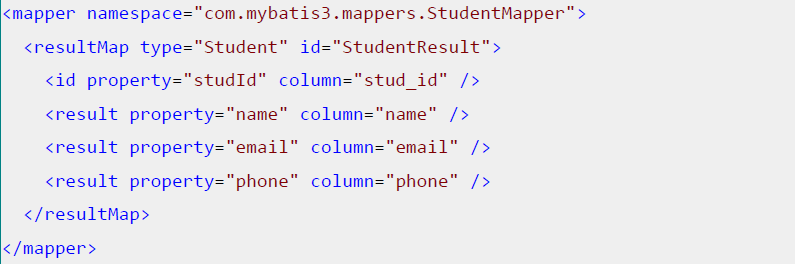 <mapper namespace="com.mybatis3.mappers.StudentMapper">
  <resultMap type="Student" id="StudentResult">
    <id property="studId" column="stud_id" />
    <result property="name" column="name" />
    <result property="email" column="email" />
    <result property="phone" column="phone" />
  </resultMap>
</mapper>